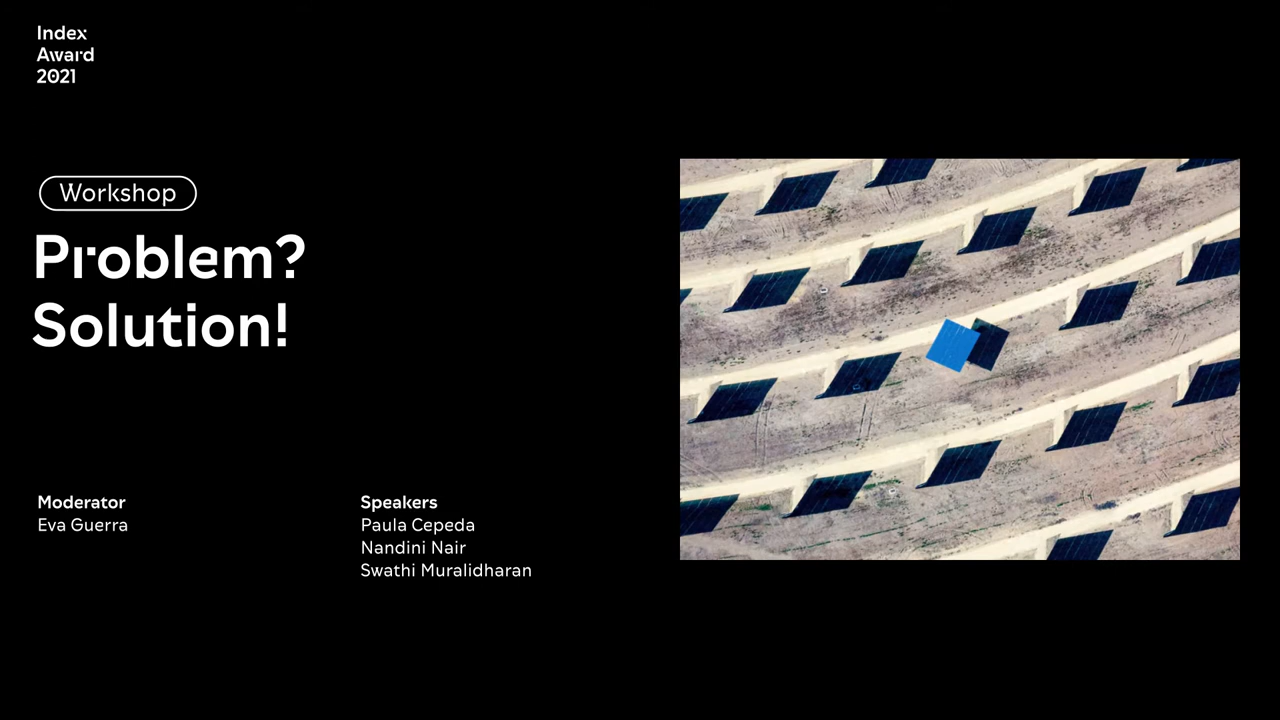 Index
Award
2021
Workshop
Problem?
Solution!
Moderator
Eva Guerra
Speakers
Paula Cepeda
Nandini Nair
Swathi Muralidharan